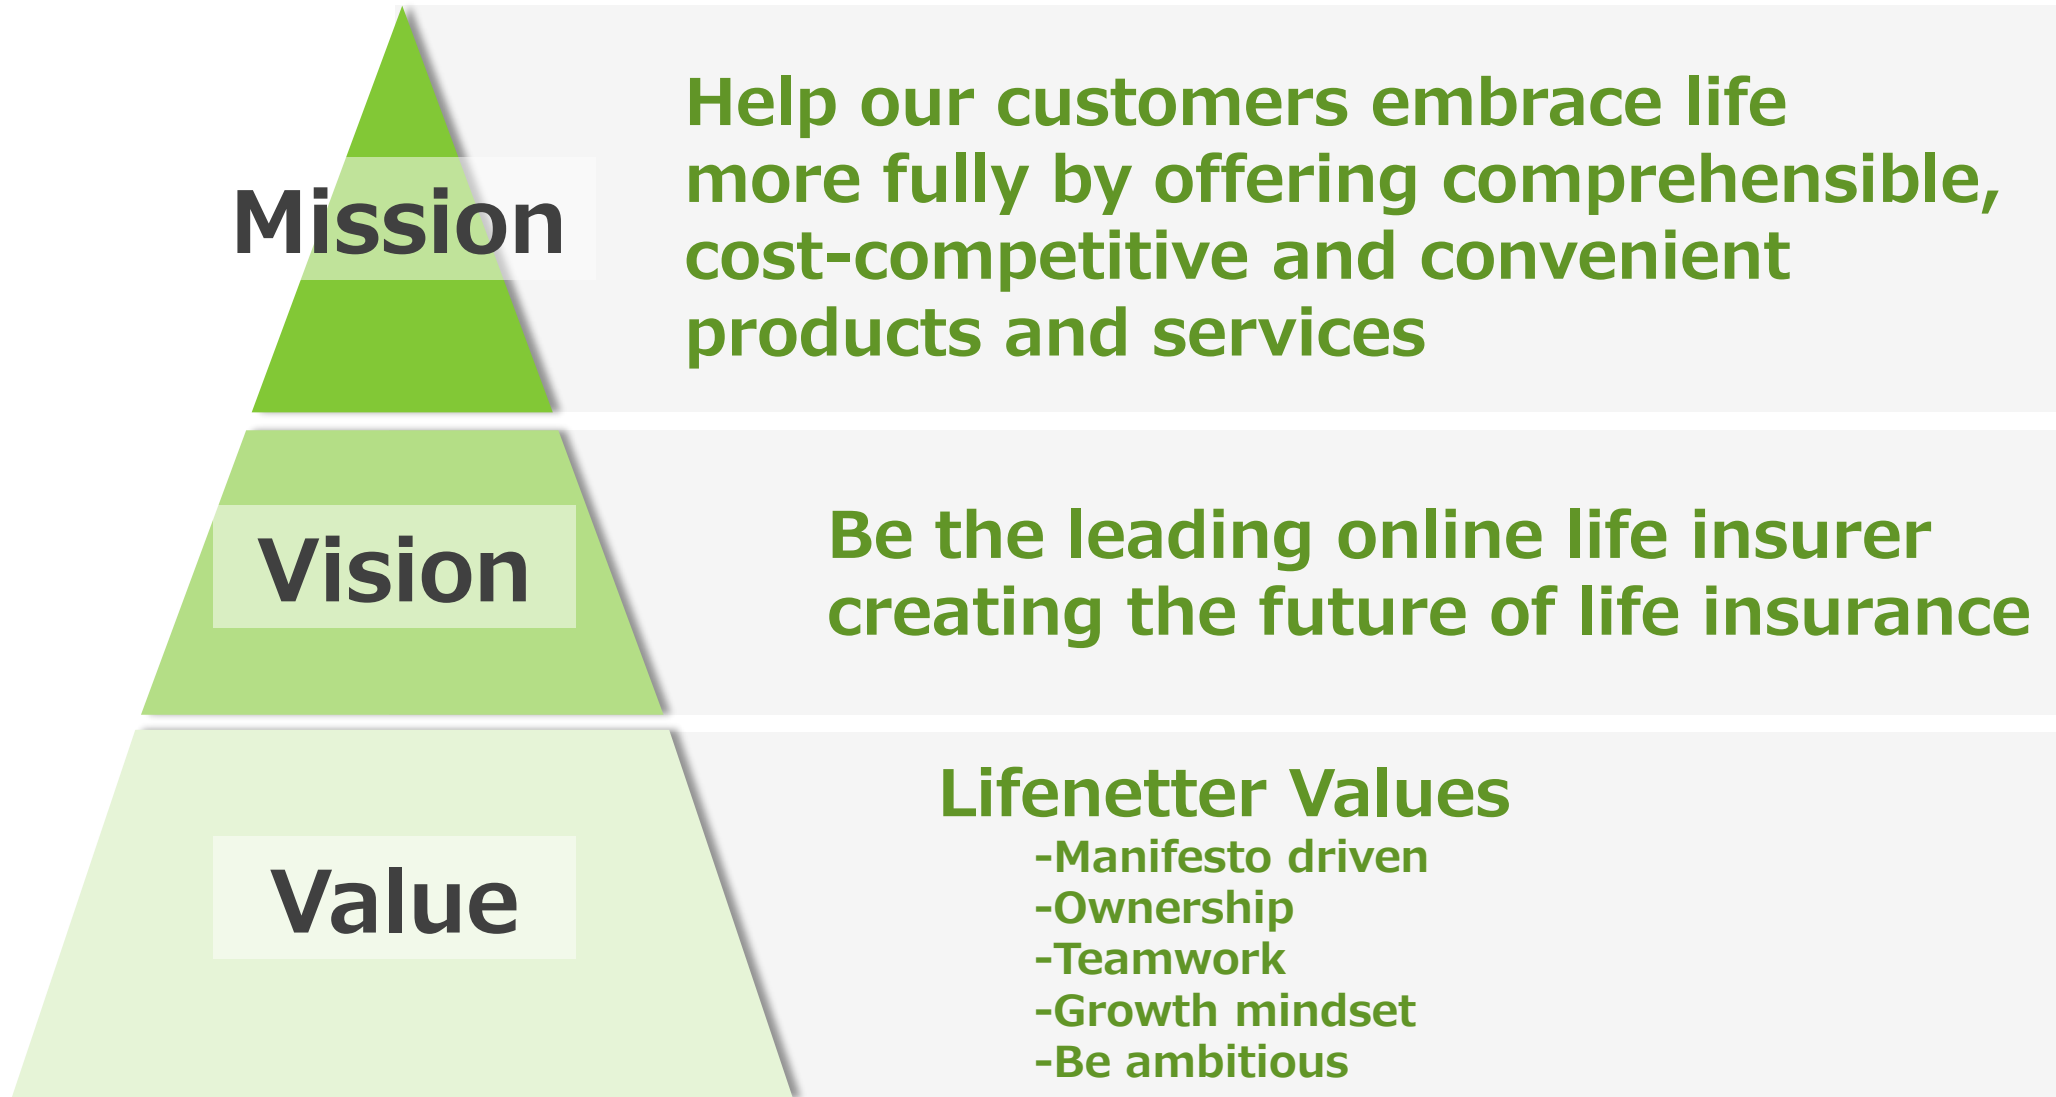 Mission
Help our customers embrace life
more fully by offering comprehensible,
cost-competitive and convenient
products and services
Vision
Be the leading online life insurer
creating the future of life insurance
Value
Lifenetter Values
-Manifesto driven
-Ownership
-Teamwork
-Growth mindset
-Be ambitious